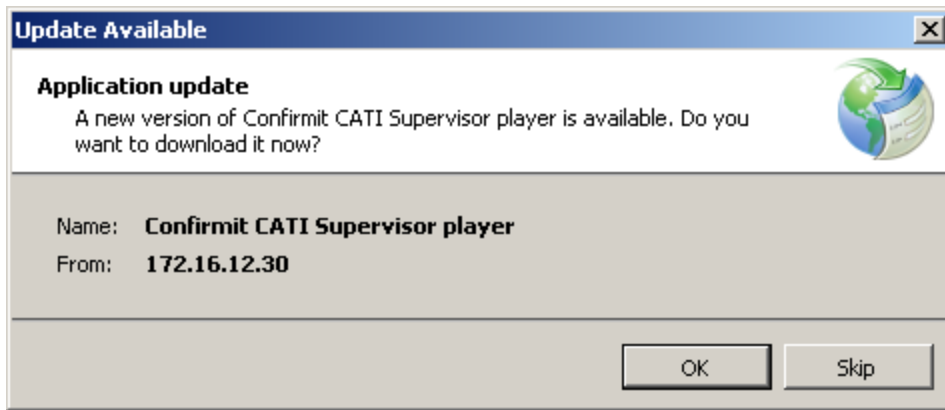 Update Available
Application update
A new version of Confirmit CATI Supervisor player is available. Do you
want to download it now?
Name: Confirmit CATI Supervisor player
From: 172.16.12.30
OK Skip